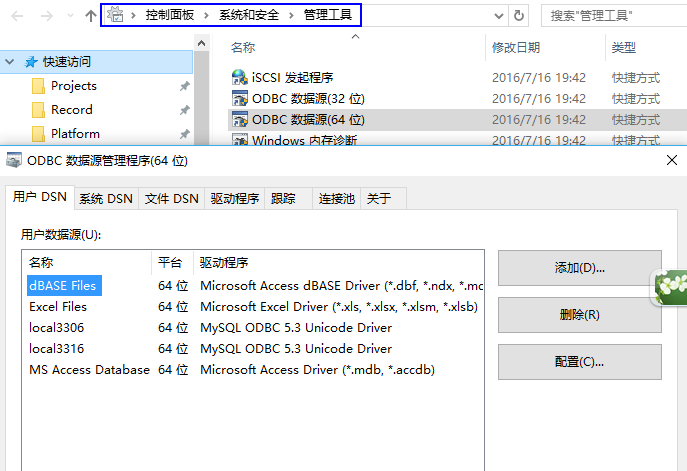 控制面板 系统和安全 管理工具 搜索"管理工具"
名称 修改日期 类型
快速访问
Projects
Record
Platform
iSCSI 发起程序 2016/7/16 19:42 快捷方式
ODBC 数据源(32 位) 2016/7/16 19:42 快捷方式
ODBC 数据源(64 位) 2016/7/16 19:42 快捷方式
Windows 内存诊断 2016/7/16 19:42 快捷方式
ODBC 数据源管理程序(64 位)
用户 DSN 系统 DSN 文件 DSN 驱动程序 跟踪 连接池 关于
用户数据源(U):
名称 平台 驱动程序
dBASE Files 64 位 Microsoft Access dBASE Driver (*.dbf, *.ndx, *.mc
Excel Files 64 位 Microsoft Excel Driver (*.xls, *.xlsx, *.xlsm, *.xlsb)
local3306 64 位 MySQL ODBC 5.3 Unicode Driver
local3316 64 位 MySQL ODBC 5.3 Unicode Driver
MS Access Database 64 位 Microsoft Access Driver (*.mdb, *.accdb)
添加(D)...
删除(R)
配置(C)...